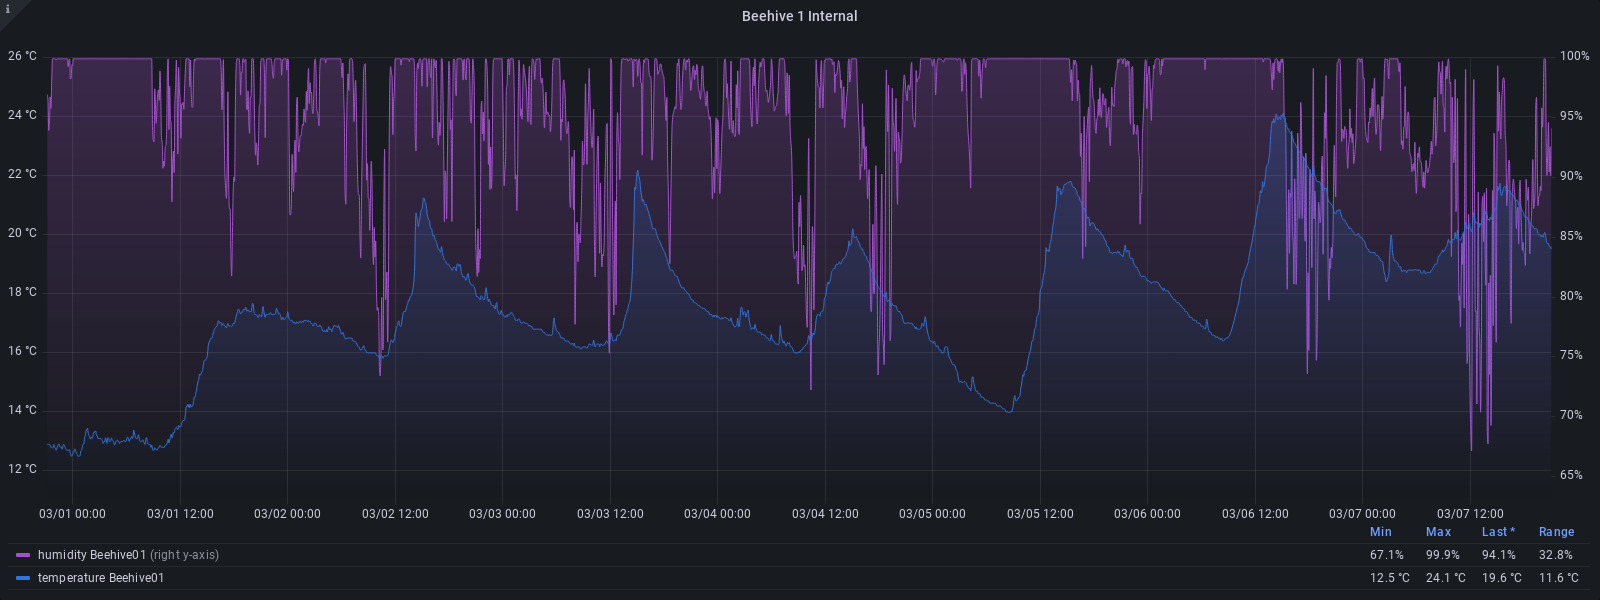 i
Beehive 1 Internal
26 °C 100%
24 °C 95%
22 °C 90%
20 °C 85%
18 °C 80%
16 °C 75%
14 °C 70%
12 °C 65%
03/01 00:00 03/01 12:00 03/02 00:00 03/02 12:00 03/03 00:00 03/03 12:00 03/04 00:00 03/04 12:00 03/05 00:00 03/05 12:00 03/06 00:00 03/06 12:00 03/07 00:00 03/07 12:00
Min Max Last * Range
humidity Beehive01 (right y-axis) 67.1% 99.9% 94.1% 32.8%
temperature Beehive01 12.5 °C 24.1 °C 19.6 °C 11.6 °C